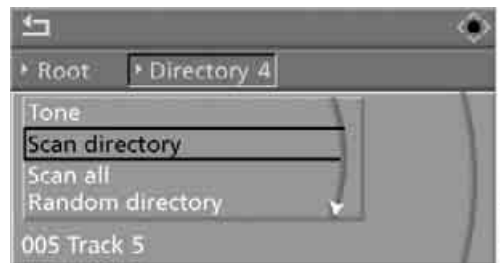 Root Directory 4
Tone
Scan directory
Scan all
Random directory
005 Track 5